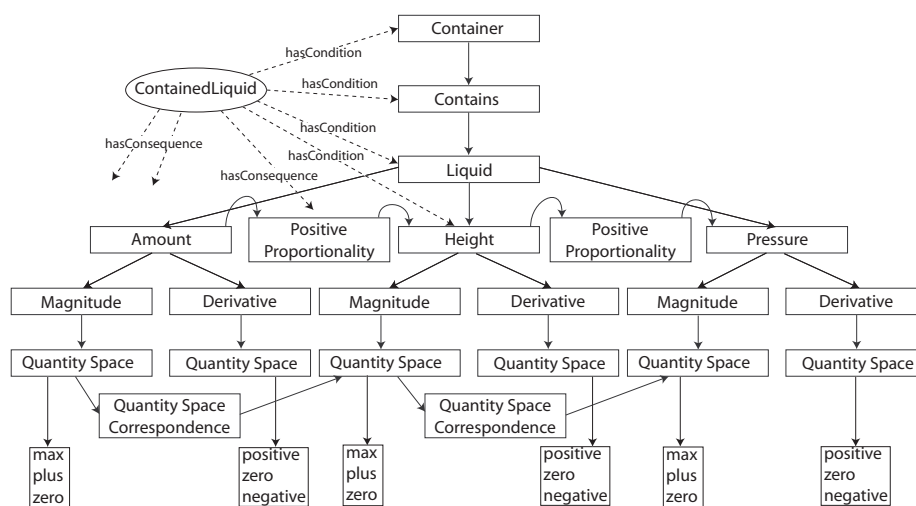 Container
hasCondition
ContainedLiquid
hasCondition
Contains
hasCondition
hasConsequence
hasCondition
Liquid
hasConsequence
Amount
Positive
Proportionality
Height
Positive
Proportionality
Pressure
Magnitude
Derivative
Magnitude
Derivative
Magnitude
Derivative
Quantity Space
Quantity Space
Quantity Space
Quantity Space
Quantity Space
Quantity Space
Quantity Space
Correspondence
Quantity Space
Correspondence
max
plus
zero
positive
zero
negative
max
plus
zero
positive
zero
negative
max
plus
zero
positive
zero
negative